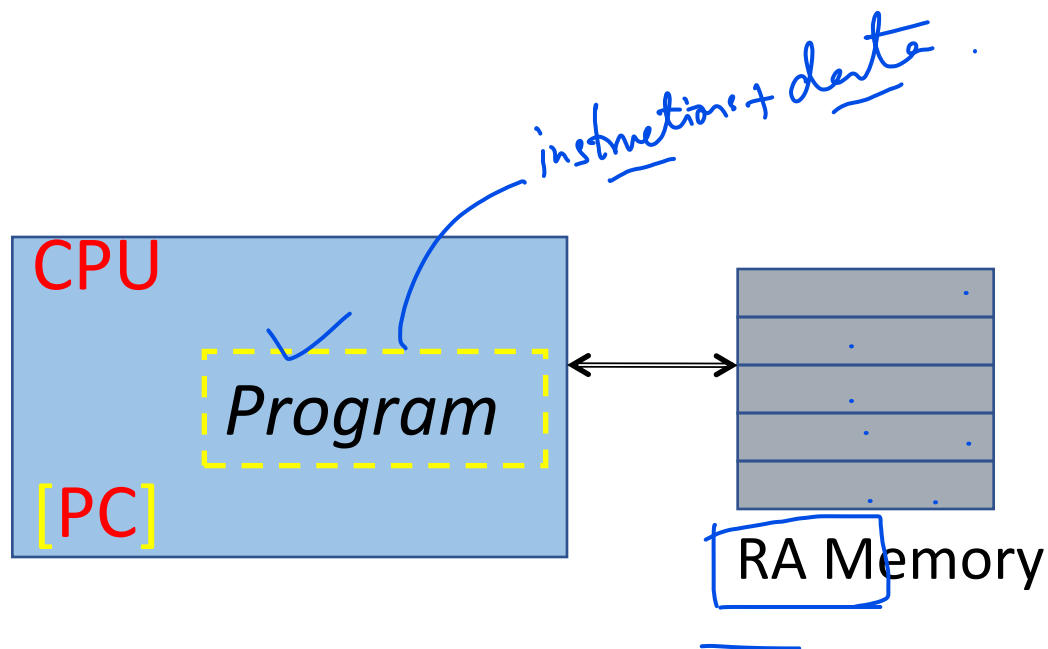 instructions + data .
CPU
Program
[PC]
RA Memory